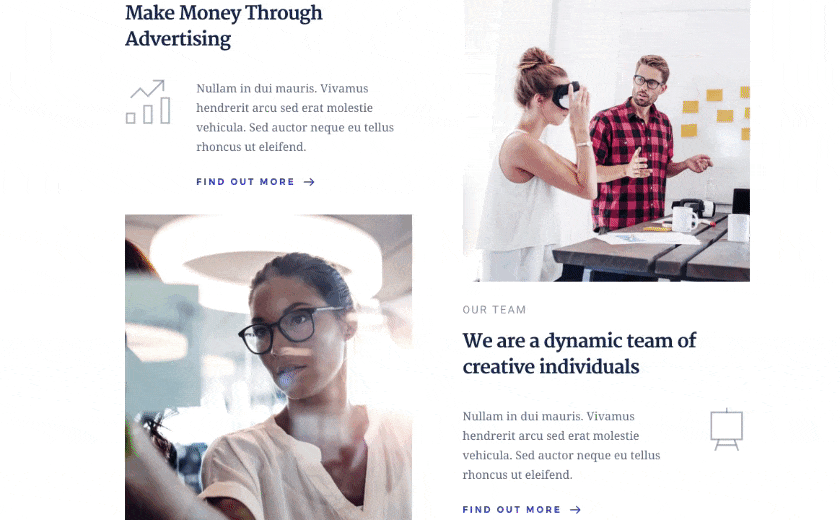 Make Money Through
Advertising
Nullam in dui mauris. Vivamus
hendrerit arcu sed erat molestie
vehicula. Sed auctor neque eu tellus
rhoncus ut eleifend.
FIND OUT MORE
OUR TEAM
We are a dynamic team of
creative individuals
Nullam in dui mauris. Vivamus
hendrerit arcu sed erat molestie
vehicula. Sed auctor neque eu tellus
rhoncus ut eleifend.
FIND OUT MORE